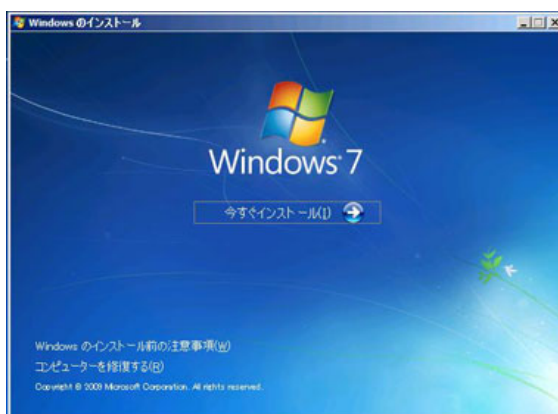 Windows のインストール
Windows 7
今すぐインストール(I)
Windows のインストール前の注意事項(W)
コンピューターを修復する(R)
Copyright © 2009 Microsoft Corporation. All rights reserved.